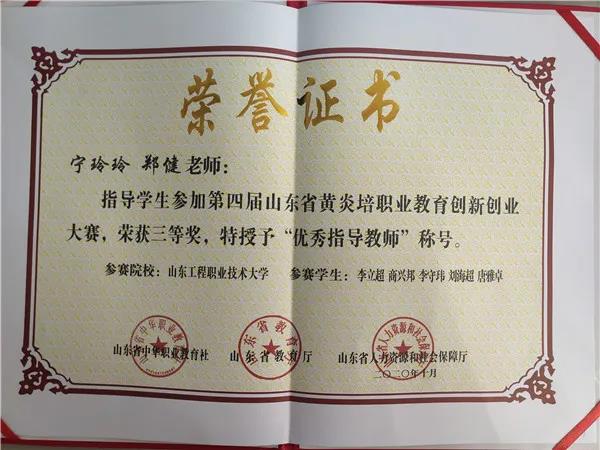 荣誉证书
宁玲玲 郑健老师：
指导学生参加第四届山东省黄炎培职业教育创新创业
大赛，荣获三等奖，特授予“优秀指导教师”称号。
参赛院校：山东工程职业技术大学 参赛学生：李立超 商兴邦 李守玮 刘海超 唐雅卓
山东省中华职业教育社 山东省教育厅 山东省人力资源和社会保障厅
二〇二〇年十月